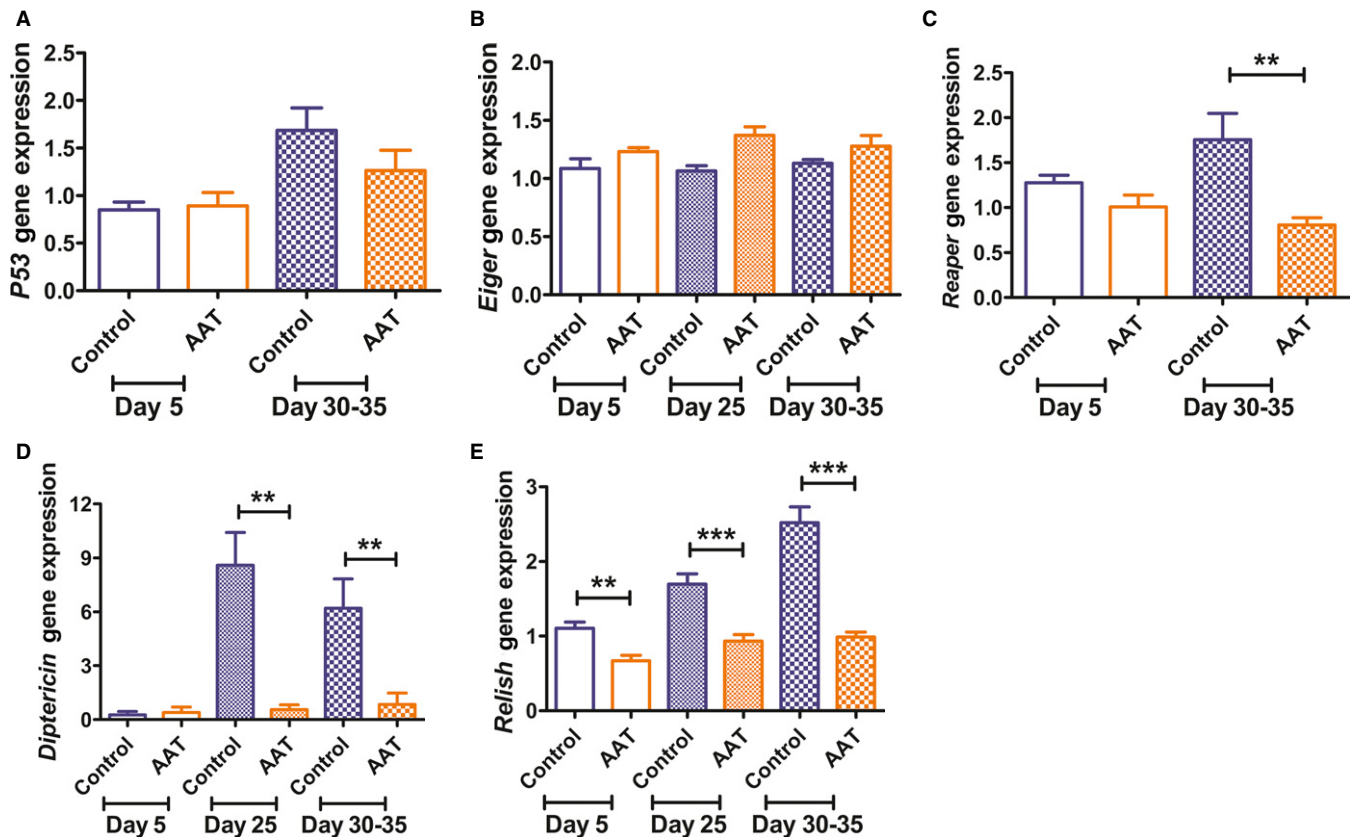 A
P53 gene expression
2.5
2.0
1.5
1.0
0.5
0.0
Control
AAT
Control
AAT
Day 5
Day 30-35
B
Eiger gene expression
2.0
1.5
1.0
0.5
0.0
Control
AAT
Control
AAT
Control
AAT
Day 5
Day 25
Day 30-35
C
Reaper gene expression
2.5
2.0
1.5
1.0
0.5
0.0
**
Control
AAT
Control
AAT
Day 5
Day 30-35
D
Diptericin gene expression
12
9
6
3
0
**
**
Control
AAT
Control
AAT
Control
AAT
Day 5
Day 25
Day 30-35
E
Relish gene expression
3
2
1
0
**
***
***
Control
AAT
Control
AAT
Control
AAT
Day 5
Day 25
Day 30-35